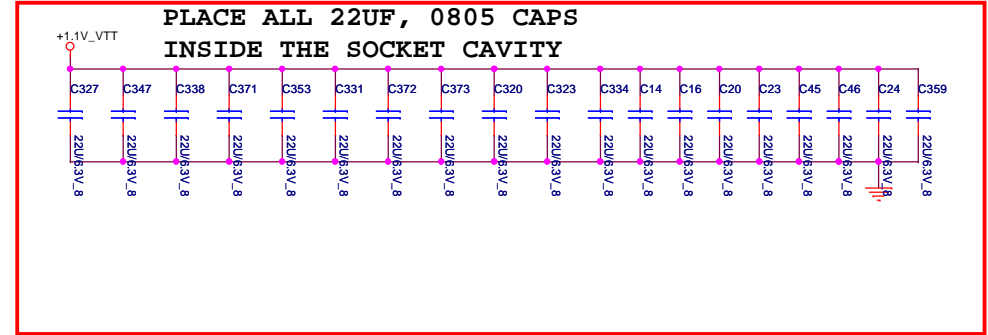 PLACE ALL 22UF, 0805 CAPS
INSIDE THE SOCKET CAVITY
+1.1V_VTT
C327 C347 C338 C371 C353 C331 C372 C373 C320 C323 C334 C14 C16 C20 C23 C45 C46 C24 C359
22U/6.3V_8 22U/6.3V_8 22U/6.3V_8 22U/6.3V_8 22U/6.3V_8 22U/6.3V_8 22U/6.3V_8 22U/6.3V_8 22U/6.3V_8 22U/6.3V_8 22U/6.3V_8 22U/6.3V_8 22U/6.3V_8 22U/6.3V_8 22U/6.3V_8 22U/6.3V_8 22U/6.3V_8 22U/6.3V_8 22U/6.3V_8